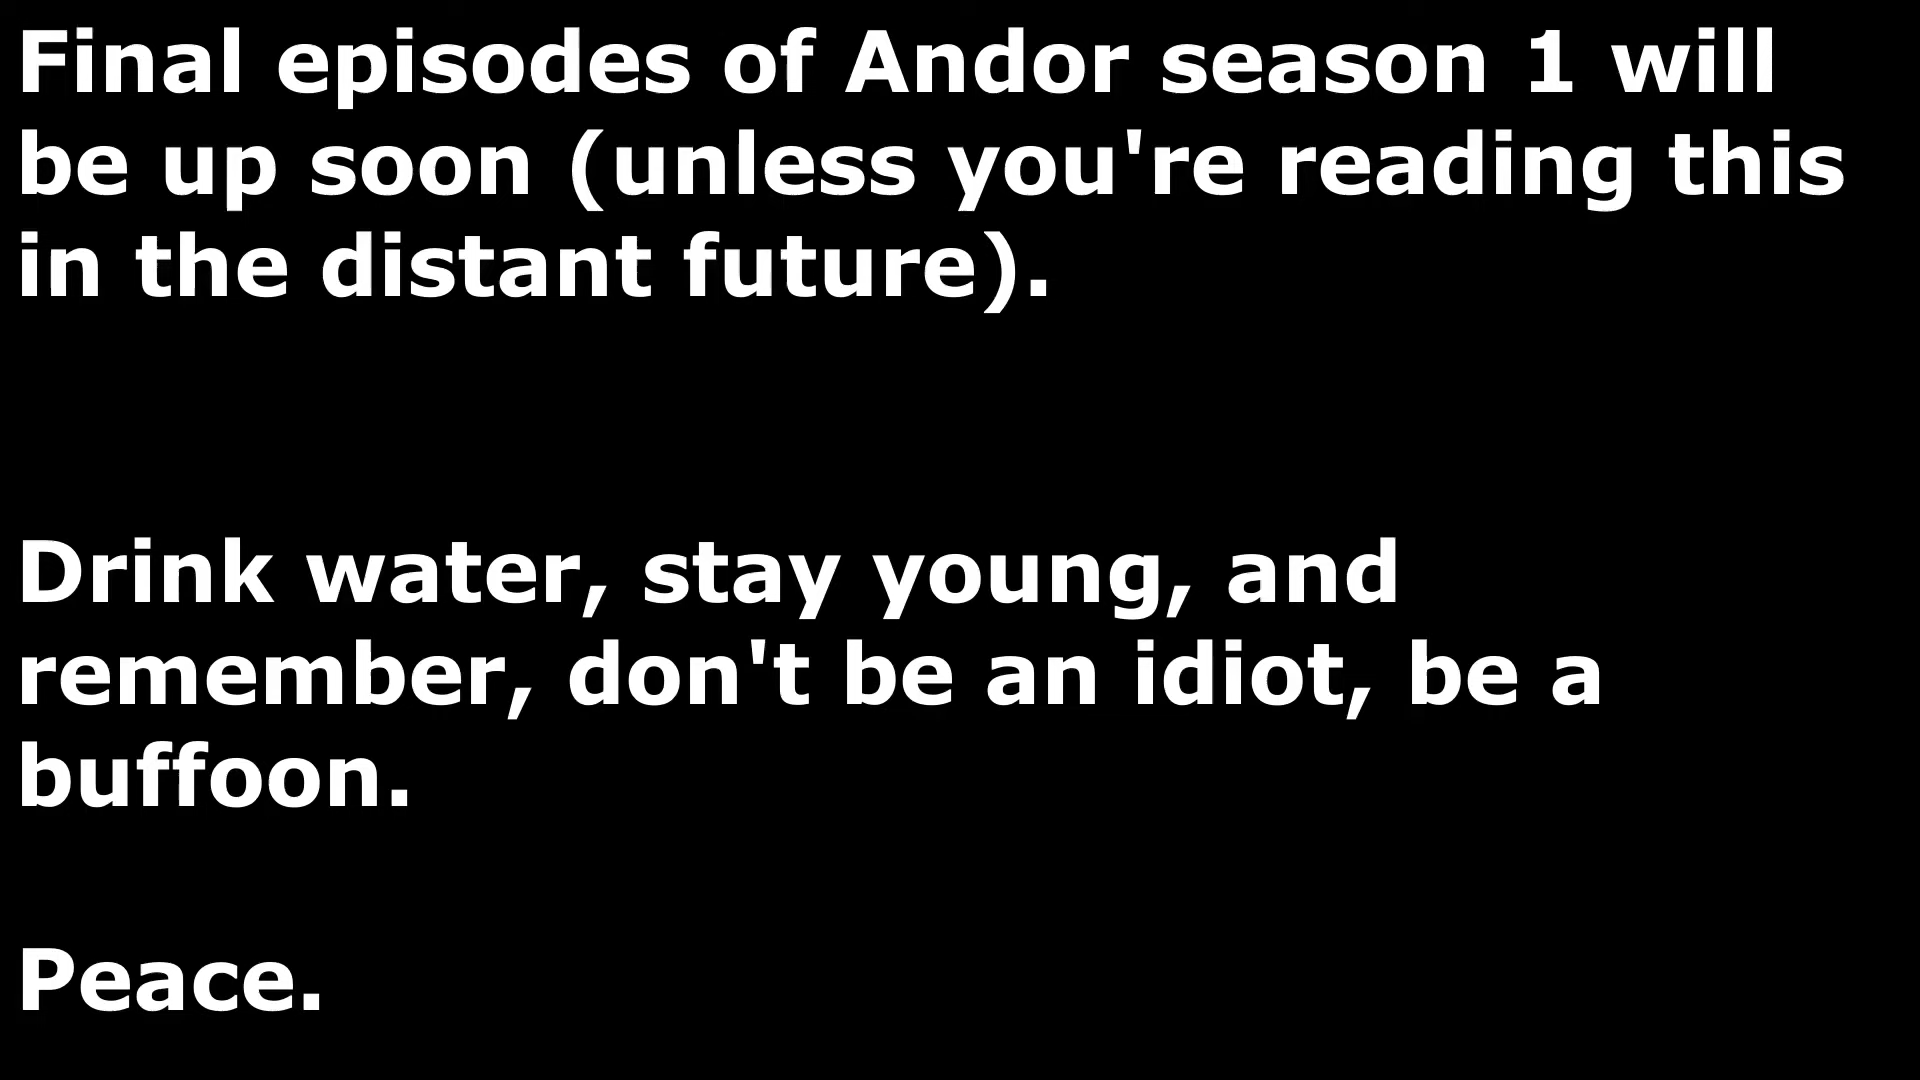 Final episodes of Andor season 1 will
be up soon (unless you're reading this
in the distant future).
Drink water, stay young, and
remember, don't be an idiot, be a
buffoon.
Peace.